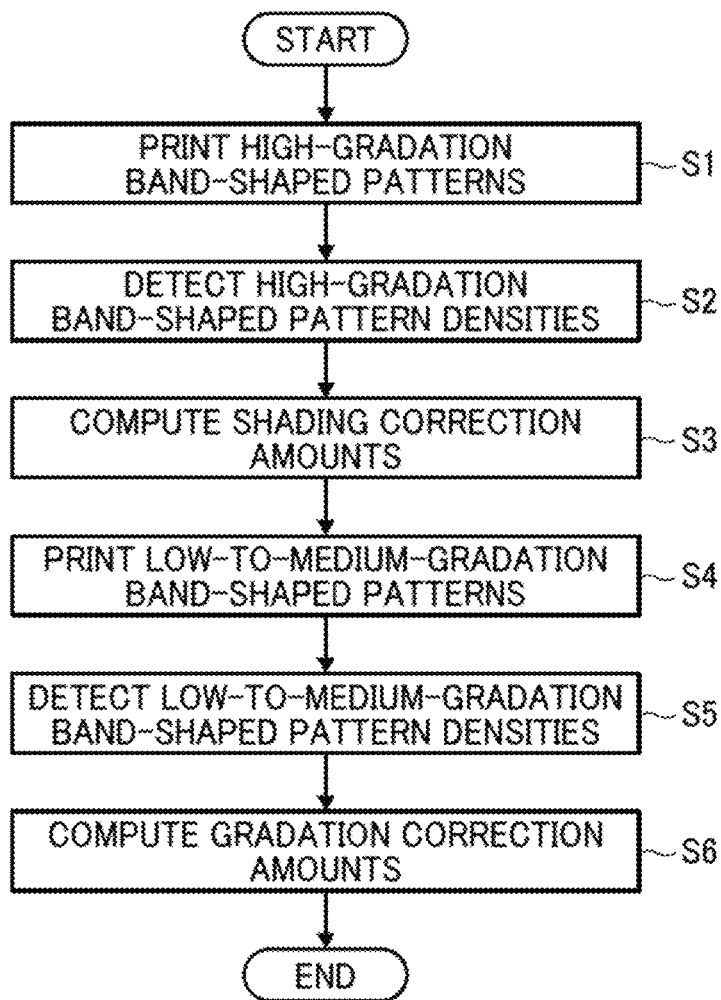 START
PRINT HIGH-GRADATION
BAND-SHAPED PATTERNS
S1
DETECT HIGH-GRADATION
BAND-SHAPED PATTERN DENSITIES
S2
COMPUTE SHADING CORRECTION
AMOUNTS
S3
PRINT LOW-TO-MEDIUM-GRADATION
BAND-SHAPED PATTERNS
S4
DETECT LOW-TO-MEDIUM-GRADATION
BAND-SHAPED PATTERN DENSITIES
S5
COMPUTE GRADATION CORRECTION
AMOUNTS
S6
END